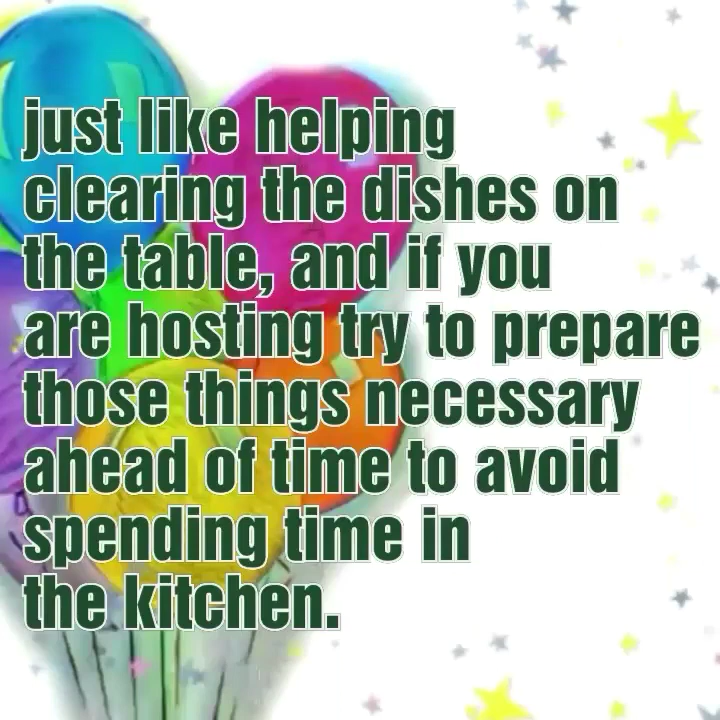 just like helping
clearing the dishes on
the table, and if you
are hosting try to prepare
those things necessary
ahead of time to avoid
spending time in
the kitchen.